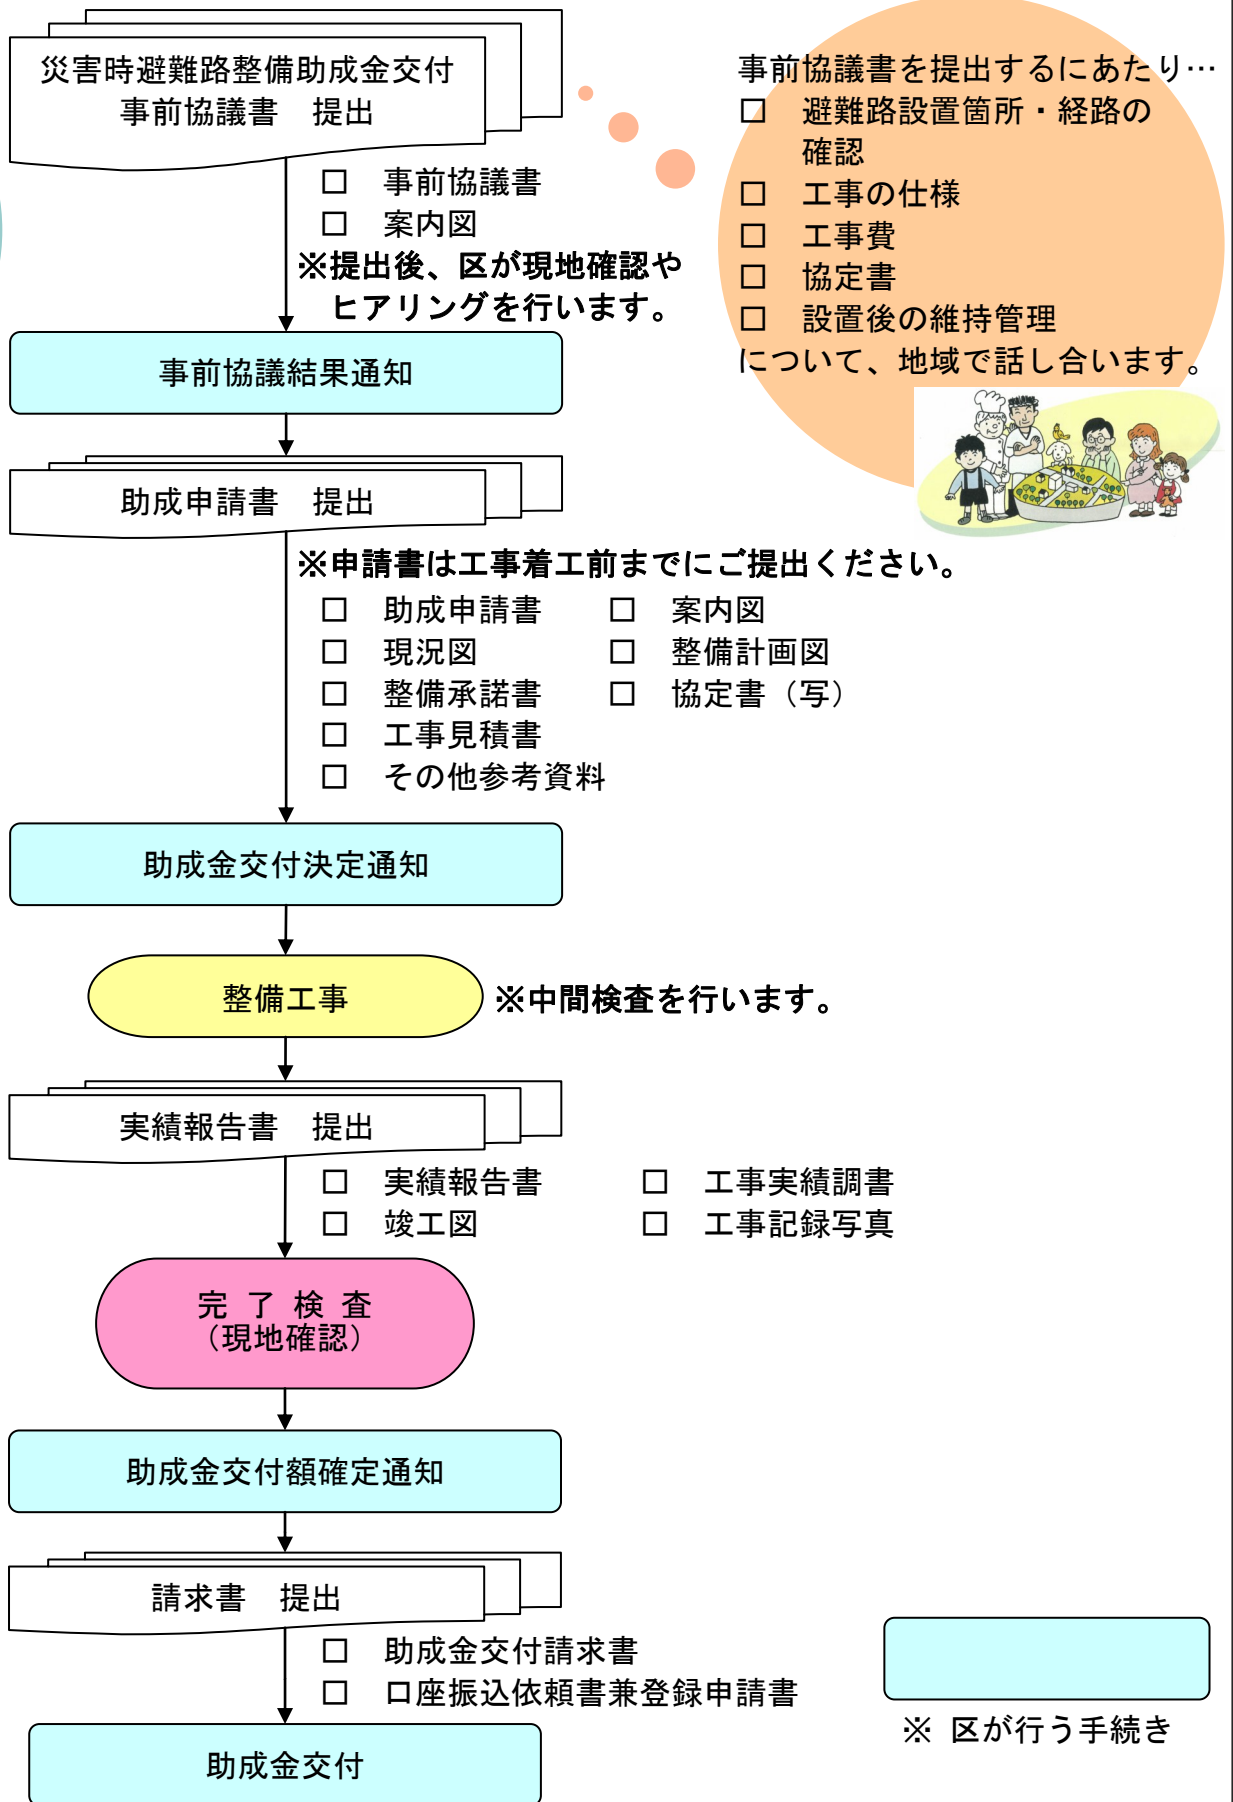 災害時避難路整備助成金交付
事前協議書　提出
事前協議書を提出するにあたり…
□　避難路設置箇所・経路の
確認
□　工事の仕様
□　工事費
□　協定書
□　設置後の維持管理
について、地域で話し合います。
□　事前協議書
□　案内図
※提出後、区が現地確認や
ヒアリングを行います。
事前協議結果通知
助成申請書　提出
※申請書は工事着工前までにご提出ください。
□　助成申請書　□　案内図
□　現況図　□　整備計画図
□　整備承諾書　□　協定書（写）
□　工事見積書
□　その他参考資料
助成金交付決定通知
整備工事　※中間検査を行います。
実績報告書　提出
□　実績報告書　□　工事実績調書
□　竣工図　□　工事記録写真
完 了 検 査
（現地確認）
助成金交付額確定通知
請求書　提出
□　助成金交付請求書
□　口座振込依頼書兼登録申請書
助成金交付
※ 区が行う手続き